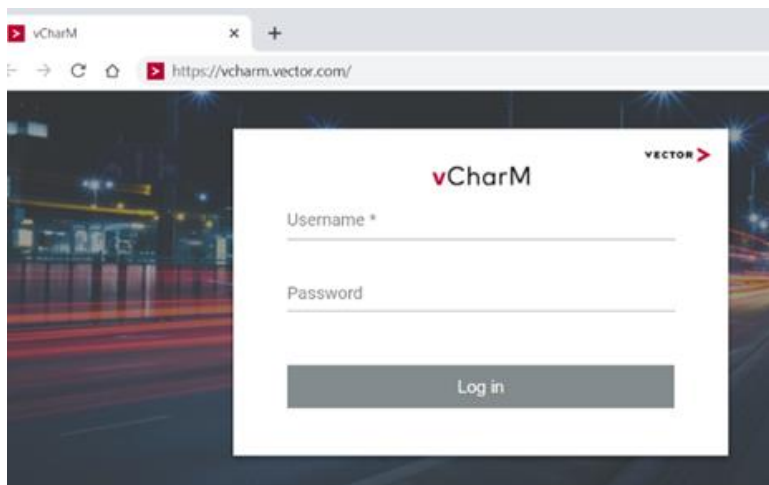 vCharM
https://vcharm.vector.com/
VECTOR
vCharM
Username *
Password
Log in